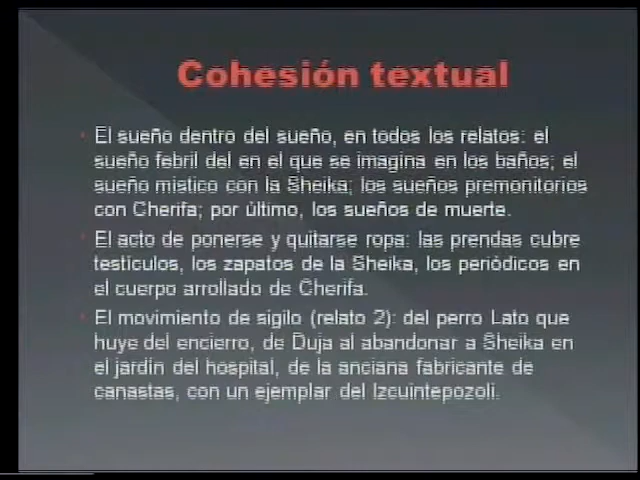 Cohesión textual
El sueño dentro del sueño, en todos los relatos: el
sueño febril del en el que se imagina en los baños; el
sueño místico con la Sheika; los sueños premonitorios
con Cherifa; por último, los sueños de muerte.
El acto de ponerse y quitarse ropa: las prendas cubre
testículos, los zapatos de la Sheika, los periódicos en
el cuerpo arrollado de Cherifa.
El movimiento de sigilo (relato 2): del perro Lato que
huye del encierro, de Duja al abandonar a Sheika en
el jardín del hospital, de la anciana fabricante de
canastas, con un ejemplar del Izcuintepozoli.